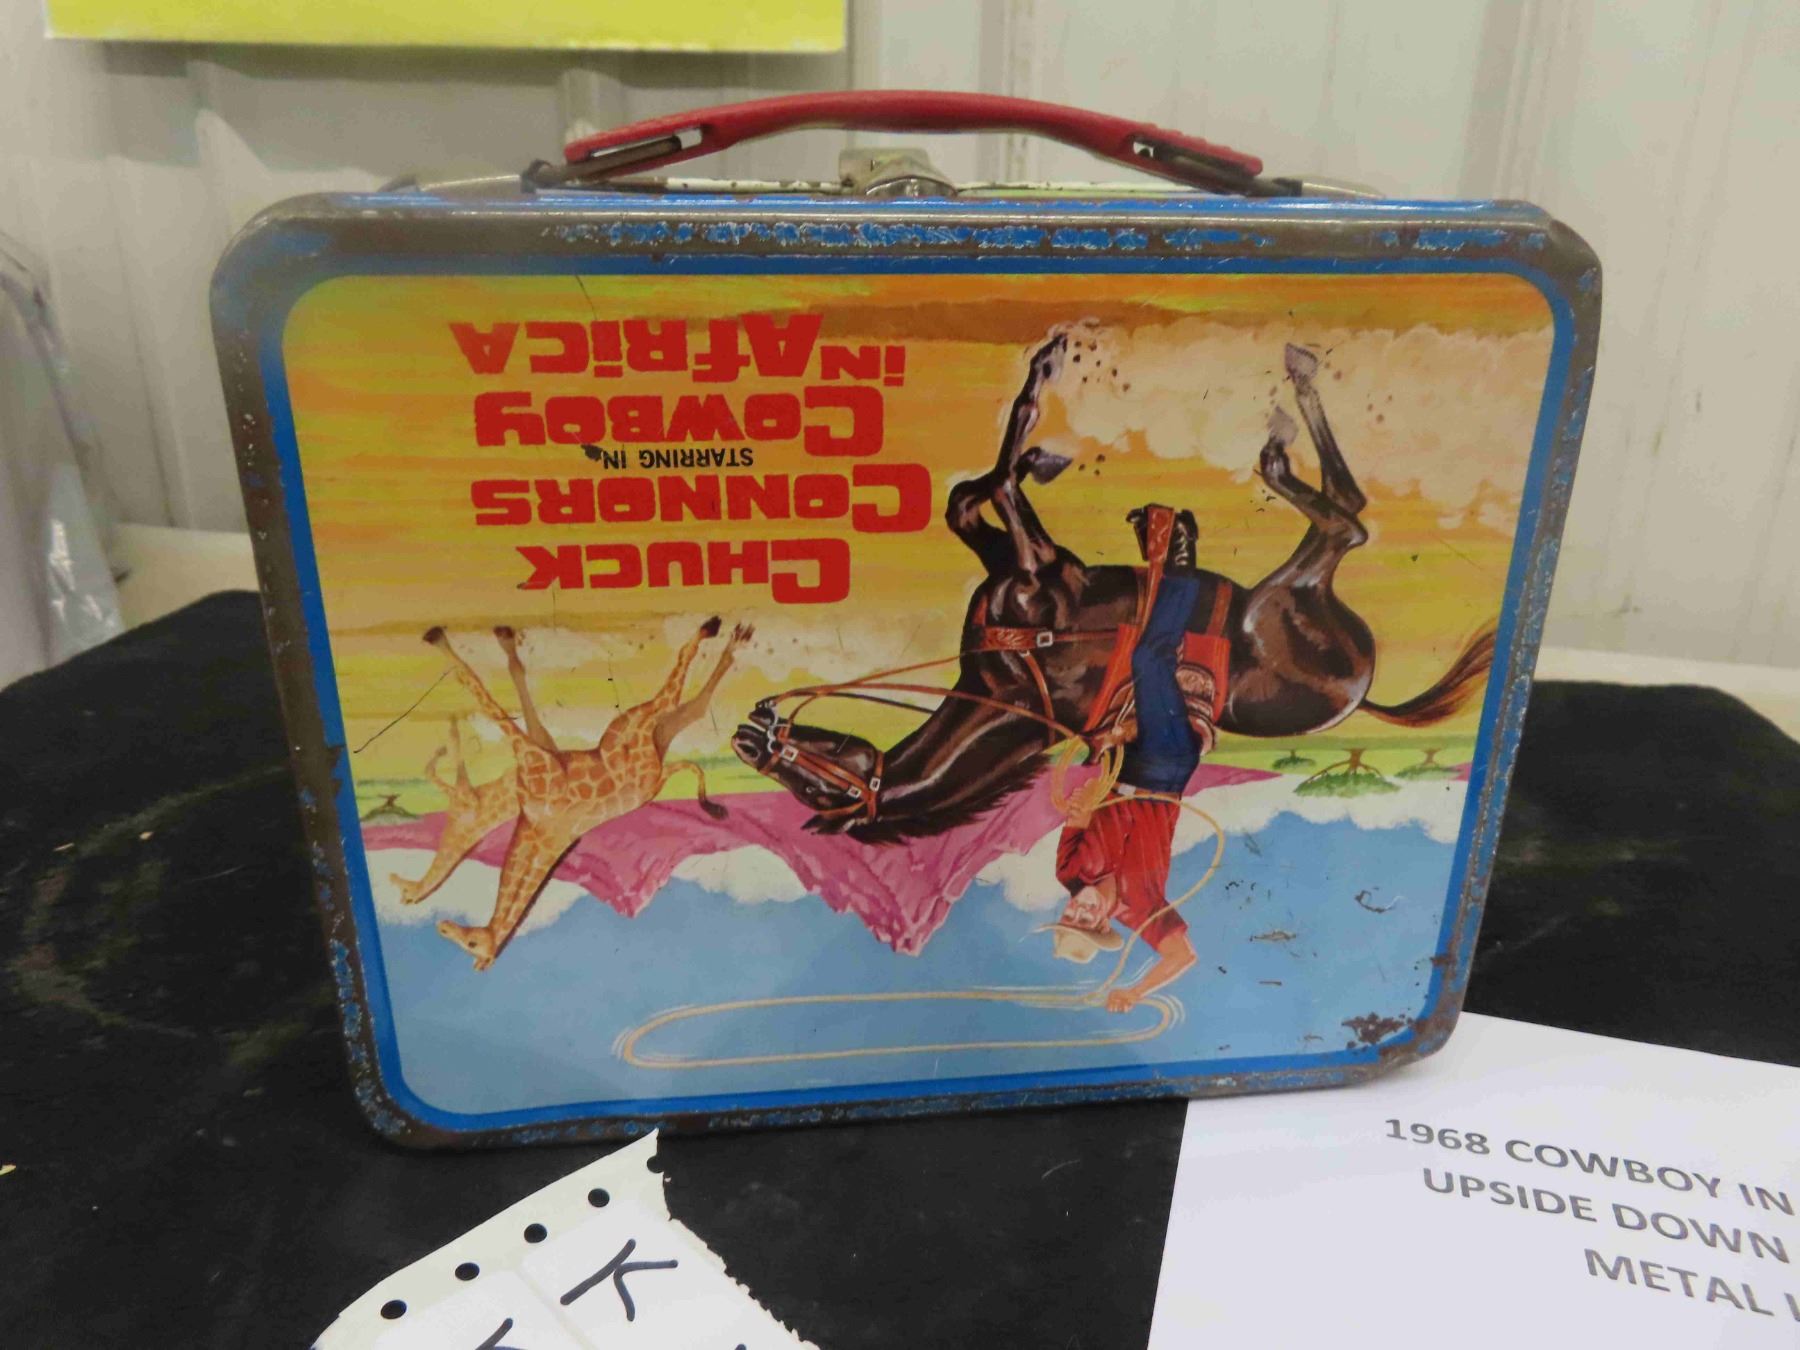 CHUCK
CONNORS
STARRING IN
COWBOY
iN AfRiCA
1968 COWBOY IN
UPSIDE DOWN
METAL
K